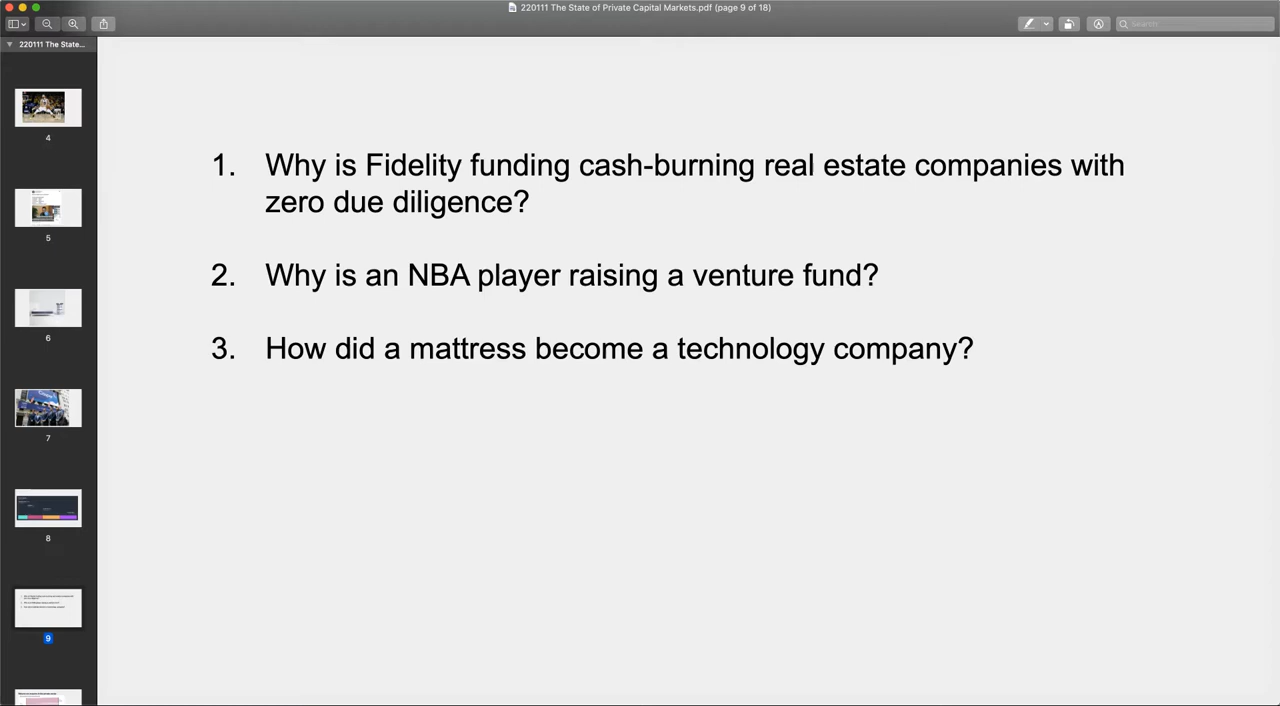 220111 The State of Private Capital Markets.pdf (page 9 of 18)
Search
220111 The State...
4
5
6
7
8
9
1. Why is Fidelity funding cash-burning real estate companies with
zero due diligence?
2. Why is an NBA player raising a venture fund?
3. How did a mattress become a technology company?